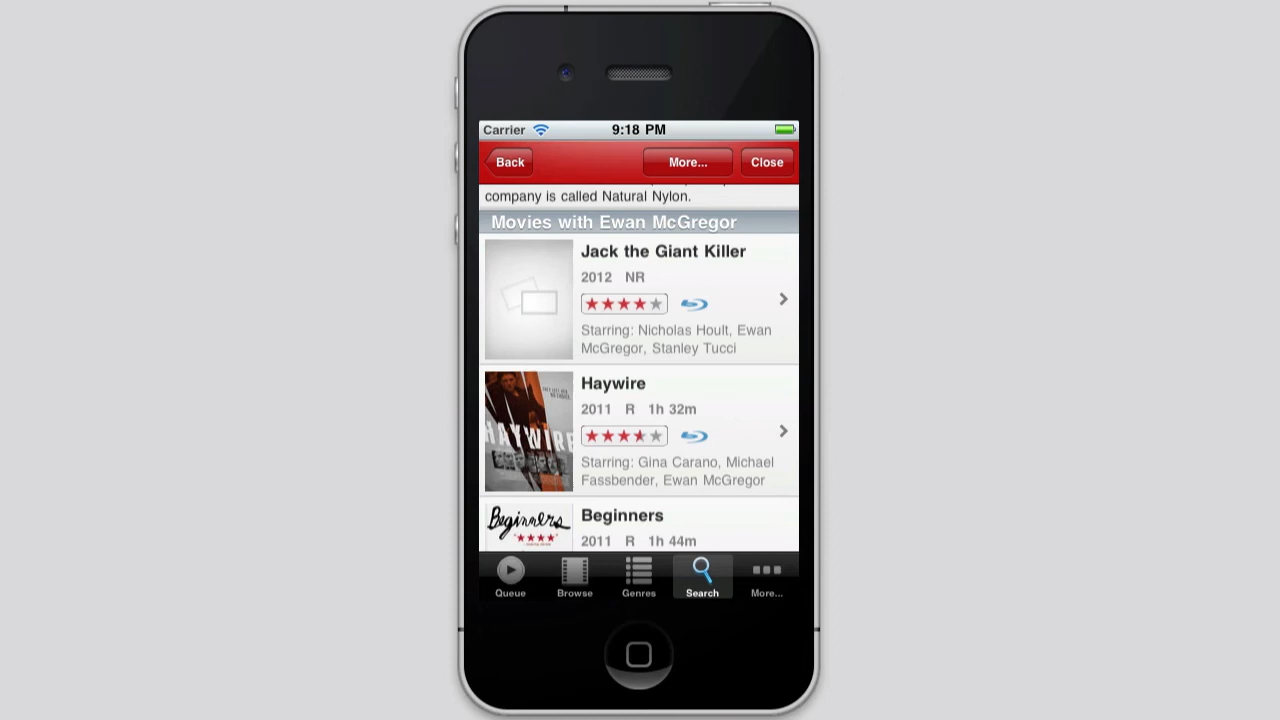 Carrier 9:18 PM
Back More... Close
company is called Natural Nylon.
Movies with Ewan McGregor
Jack the Giant Killer
2012 NR
Starring: Nicholas Hoult, Ewan
McGregor, Stanley Tucci
Haywire
2011 R 1h 32m
Starring: Gina Carano, Michael
Fassbender, Ewan McGregor
HAYWIRE
Beginners
Beginners
2011 R 1h 44m
Queue Browse Genres Search More...